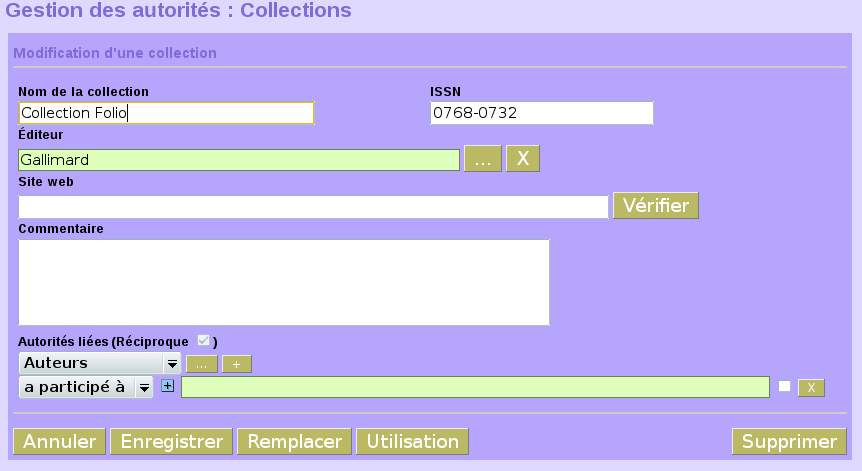 Gestion des autorités : Collections
Modification d'une collection
Nom de la collection ISSN
Collection Folio 0768-0732
Éditeur
Gallimard ... X
Site web
Vérifier
Commentaire
Autorités liées (Réciproque )
Auteurs ... +
a participé à + X
Annuler Enregistrer Remplacer Utilisation Supprimer